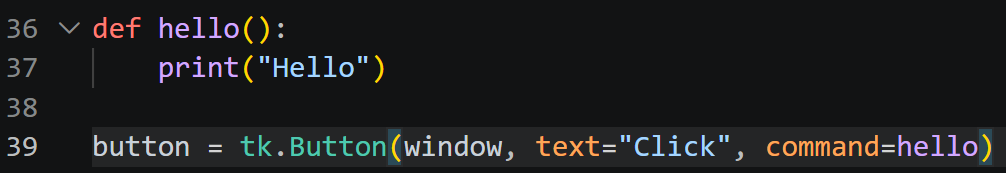 36 def hello():
37     print("Hello")
38
39 button = tk.Button(window, text="Click", command=hello)